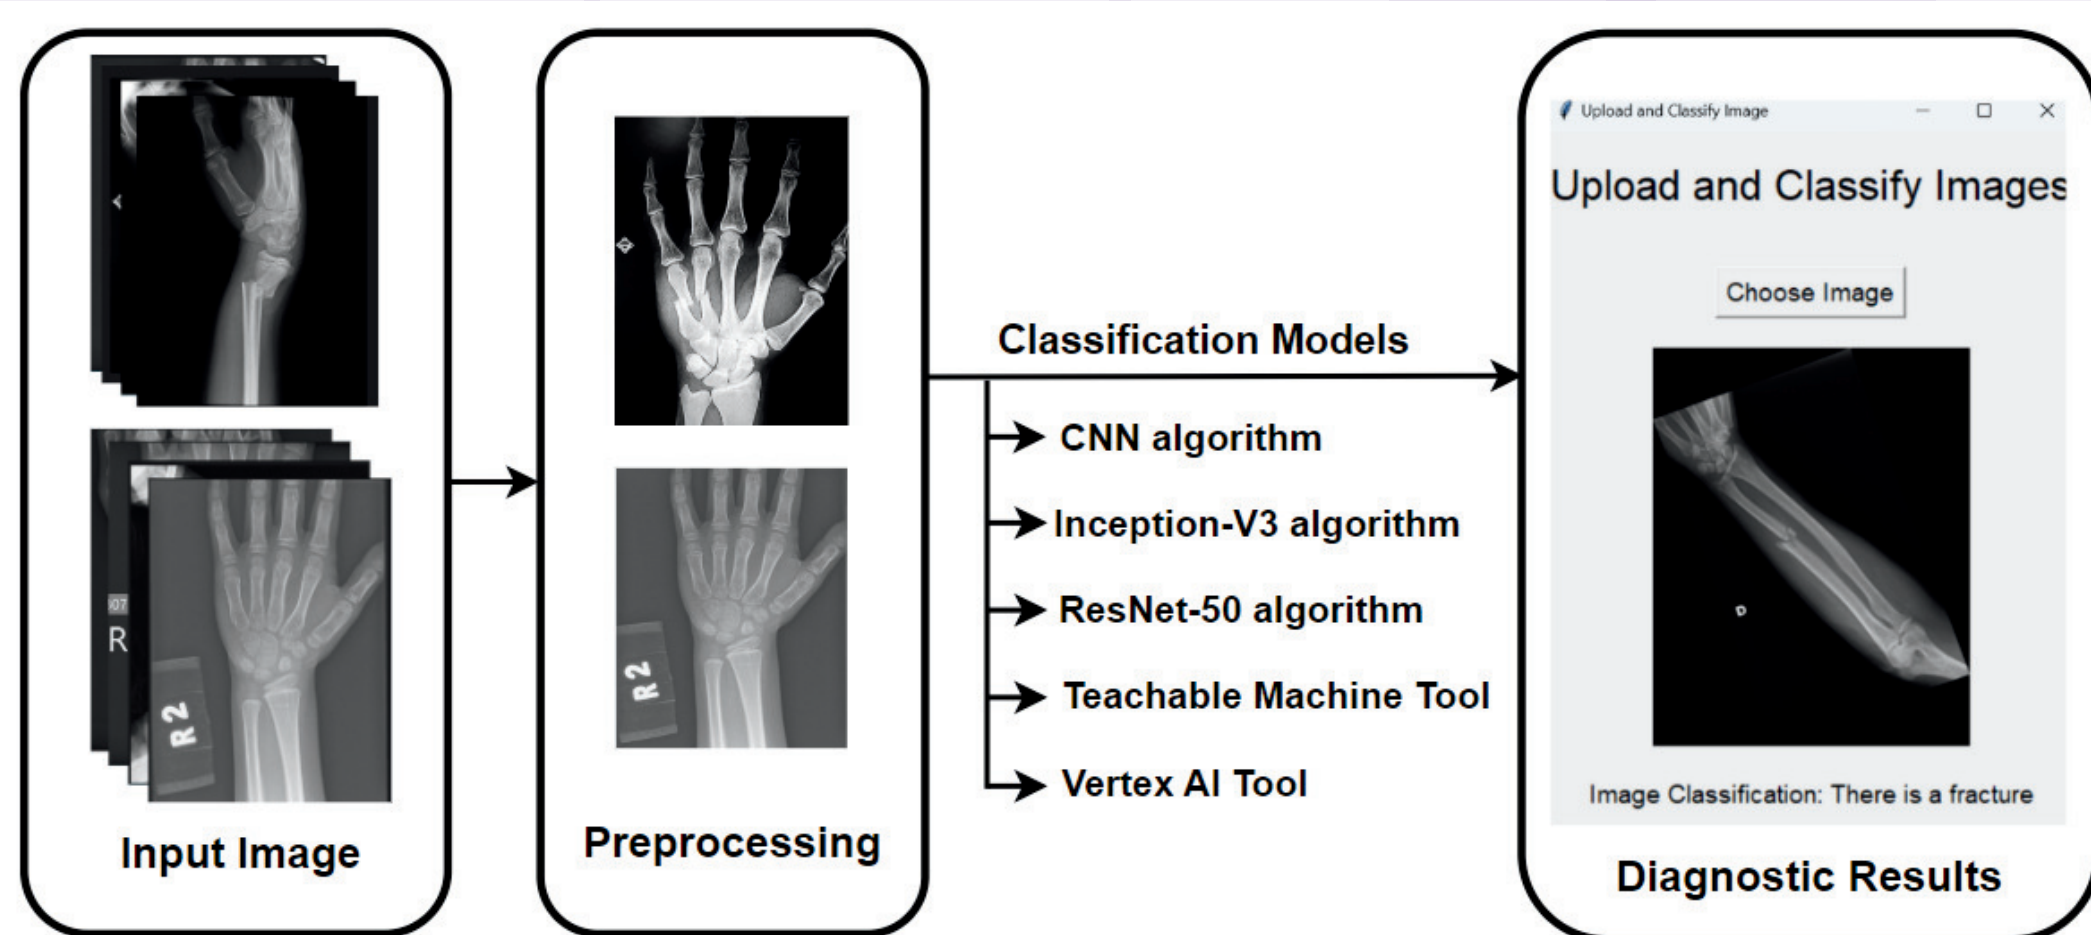 R
R 2
Input Image
R 2
Preprocessing
Classification Models
CNN algorithm
Inception-V3 algorithm
ResNet-50 algorithm
Teachable Machine Tool
Vertex AI Tool
Upload and Classify Image
Upload and Classify Images
Choose Image
D
Image Classification: There is a fracture
Diagnostic Results